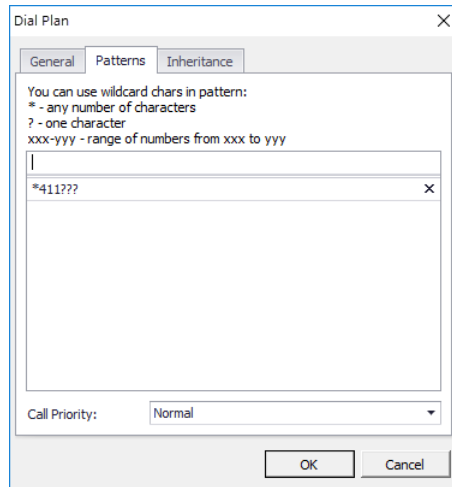 Dial Plan
General Patterns Inheritance
You can use wildcard chars in pattern:
* - any number of characters
? - one character
xxx-yyy - range of numbers from xxx to yyy
*411???
Call Priority: Normal
OK Cancel